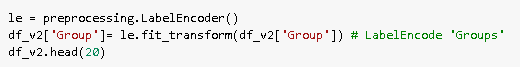 le = preprocessing.LabelEncoder()
df_v2['Group']= le.fit_transform(df_v2['Group']) # LabelEncode 'Groups'
df_v2.head(20)